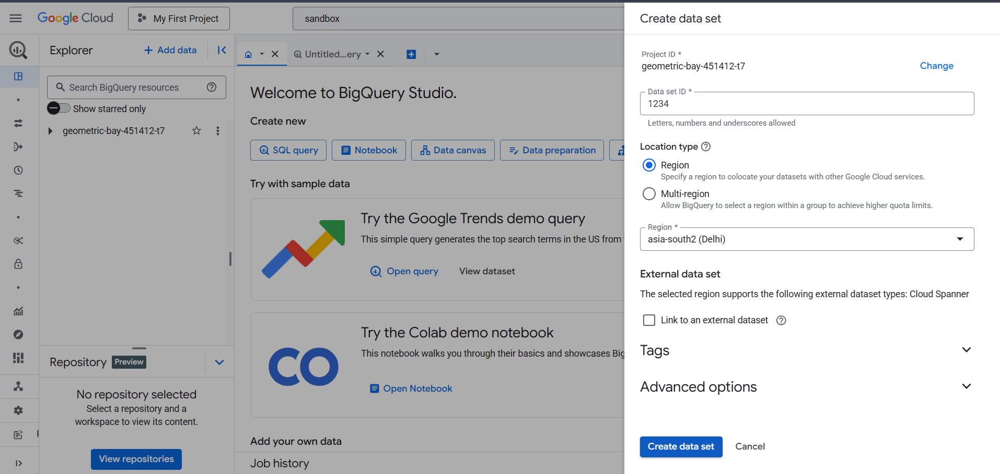 Google Cloud
My First Project
sandbox
Explorer
Add data
Search BigQuery resources
Show starred only
geometric-bay-451412-t7
Repository Preview
No repository selected
Select a repository and a
workspace to view its content.
View repositories
Untitled...ery
Welcome to BigQuery Studio.
Create new
SQL query
Notebook
Data canvas
Data preparation
Try with sample data
Try the Google Trends demo query
This simple query generates the top search terms in the US from
Open query
View dataset
Try the Colab demo notebook
This notebook walks you through their basics and showcases Big
Open Notebook
Add your own data
Job history
Create data set
Project ID *
geometric-bay-451412-t7
Change
Data set ID *
1234
Letters, numbers and underscores allowed
Location type
Region
Specify a region to colocate your datasets with other Google Cloud services.
Multi-region
Allow BigQuery to select a region within a group to achieve higher quota limits.
Region *
asia-south2 (Delhi)
External data set
The selected region supports the following external dataset types: Cloud Spanner
Link to an external dataset
Tags
Advanced options
Create data set
Cancel